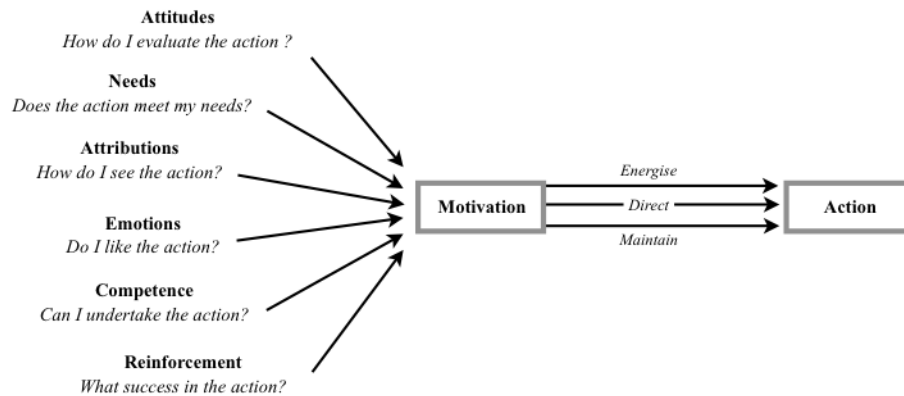 Attitudes
How do I evaluate the action ?
Needs
Does the action meet my needs?
Attributions
How do I see the action?
Emotions
Do I like the action?
Competence
Can I undertake the action?
Reinforcement
What success in the action?
Motivation
Energise
Direct
Maintain
Action